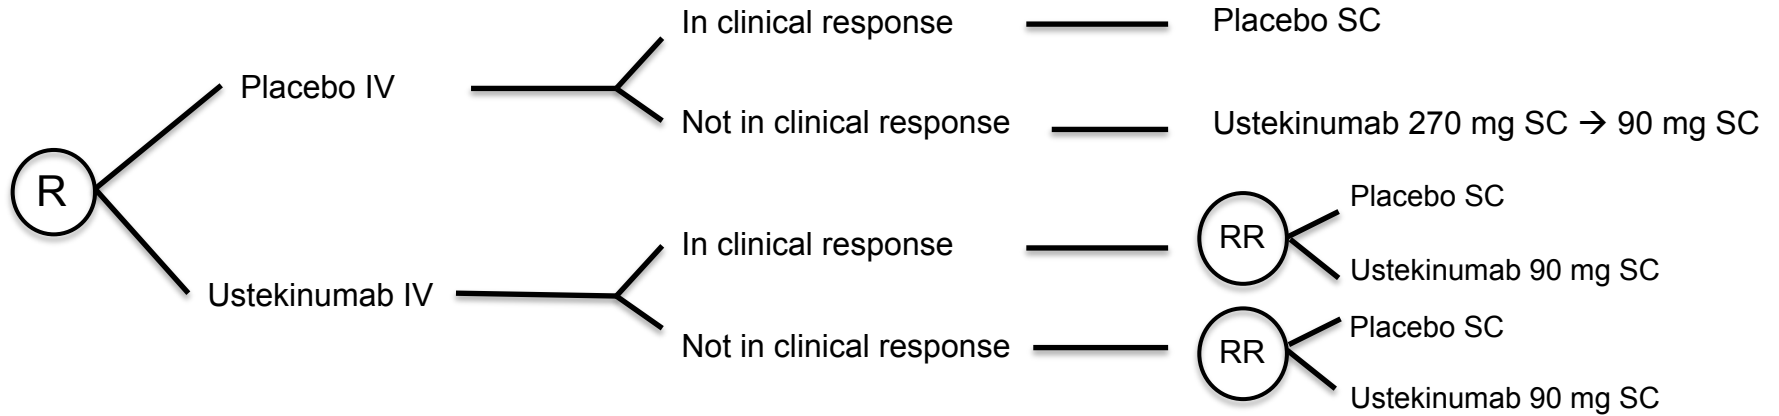 In clinical response
Placebo SC
Placebo IV
Not in clinical response
Ustekinumab 270 mg SC → 90 mg SC
R
Placebo SC
In clinical response
RR
Ustekinumab 90 mg SC
Ustekinumab IV
Placebo SC
Not in clinical response
RR
Ustekinumab 90 mg SC